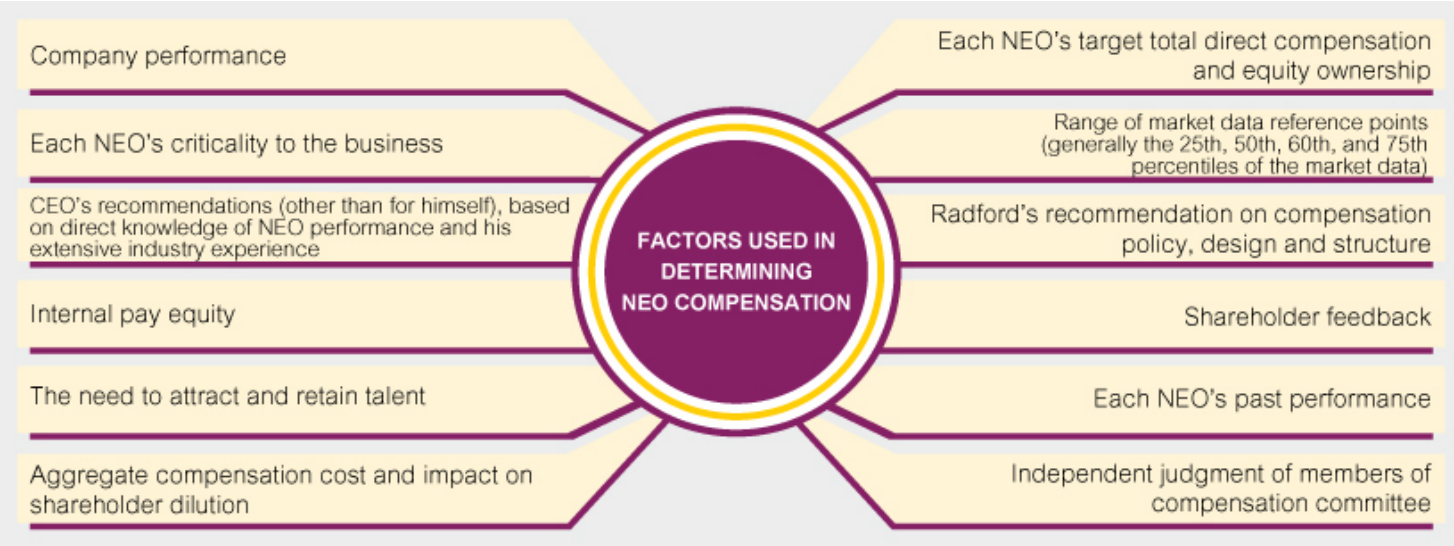 Company performance
Each NEO's criticality to the business
CEO's recommendations (other than for himself), based
on direct knowledge of NEO performance and his
extensive industry experience
Internal pay equity
The need to attract and retain talent
Aggregate compensation cost and impact on
shareholder dilution
FACTORS USED IN
DETERMINING
NEO COMPENSATION
Each NEO's target total direct compensation
and equity ownership
Range of market data reference points
(generally the 25th, 50th, 60th, and 75th
percentiles of the market data)
Radford's recommendation on compensation
policy, design and structure
Shareholder feedback
Each NEO's past performance
Independent judgment of members of
compensation committee